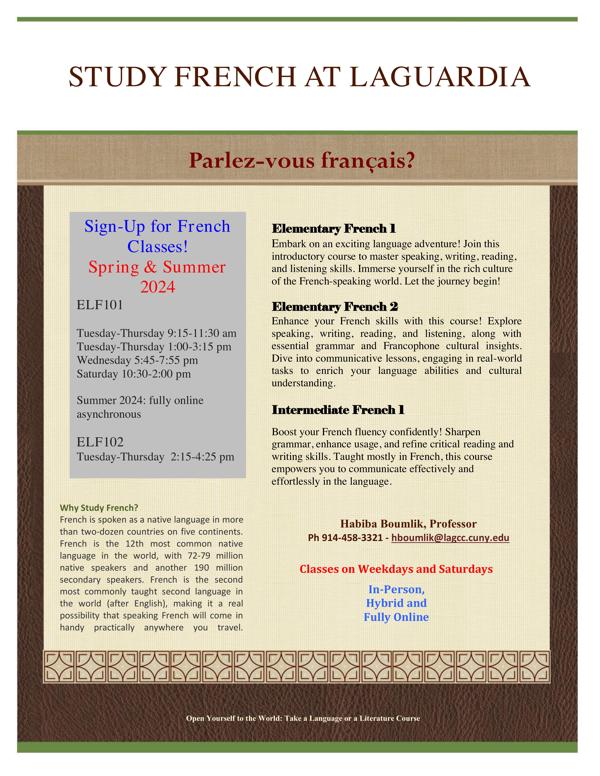 STUDY FRENCH AT LAGUARDIA
Parlez-vous français?
Sign-Up for French
Classes!
Spring & Summer
2024
ELF101
Tuesday-Thursday 9:15-11:30 am
Tuesday-Thursday 1:00-3:15 pm
Wednesday 5:45-7:55 pm
Saturday 10:30-2:00 pm
Summer 2024: fully online
asynchronous
ELF102
Tuesday-Thursday 2:15-4:25 pm
Why Study French?
French is spoken as a native language in more
than two-dozen countries on five continents.
French is the 12th most common native
language in the world, with 72-79 million
native speakers and another 190 million
secondary speakers. French is the second
most commonly taught second language in
the world (after English), making it a real
possibility that speaking French will come in
handy practically anywhere you travel.
Elementary French 1
Embark on an exciting language adventure! Join this
introductory course to master speaking, writing, reading,
and listening skills. Immerse yourself in the rich culture
of the French-speaking world. Let the journey begin!
Elementary French 2
Enhance your French skills with this course! Explore
speaking, writing, reading, and listening, along with
essential grammar and Francophone cultural insights.
Dive into communicative lessons, engaging in real-world
tasks to enrich your language abilities and cultural
understanding.
Intermediate French 1
Boost your French fluency confidently! Sharpen
grammar, enhance usage, and refine critical reading and
writing skills. Taught mostly in French, this course
empowers you to communicate effectively and
effortlessly in the language.
Habiba Boumlik, Professor
Ph 914-458-3321 - hboumlik@lagcc.cuny.edu
Classes on Weekdays and Saturdays
In-Person,
Hybrid and
Fully Online
Open Yourself to the World: Take a Language or a Literature Course